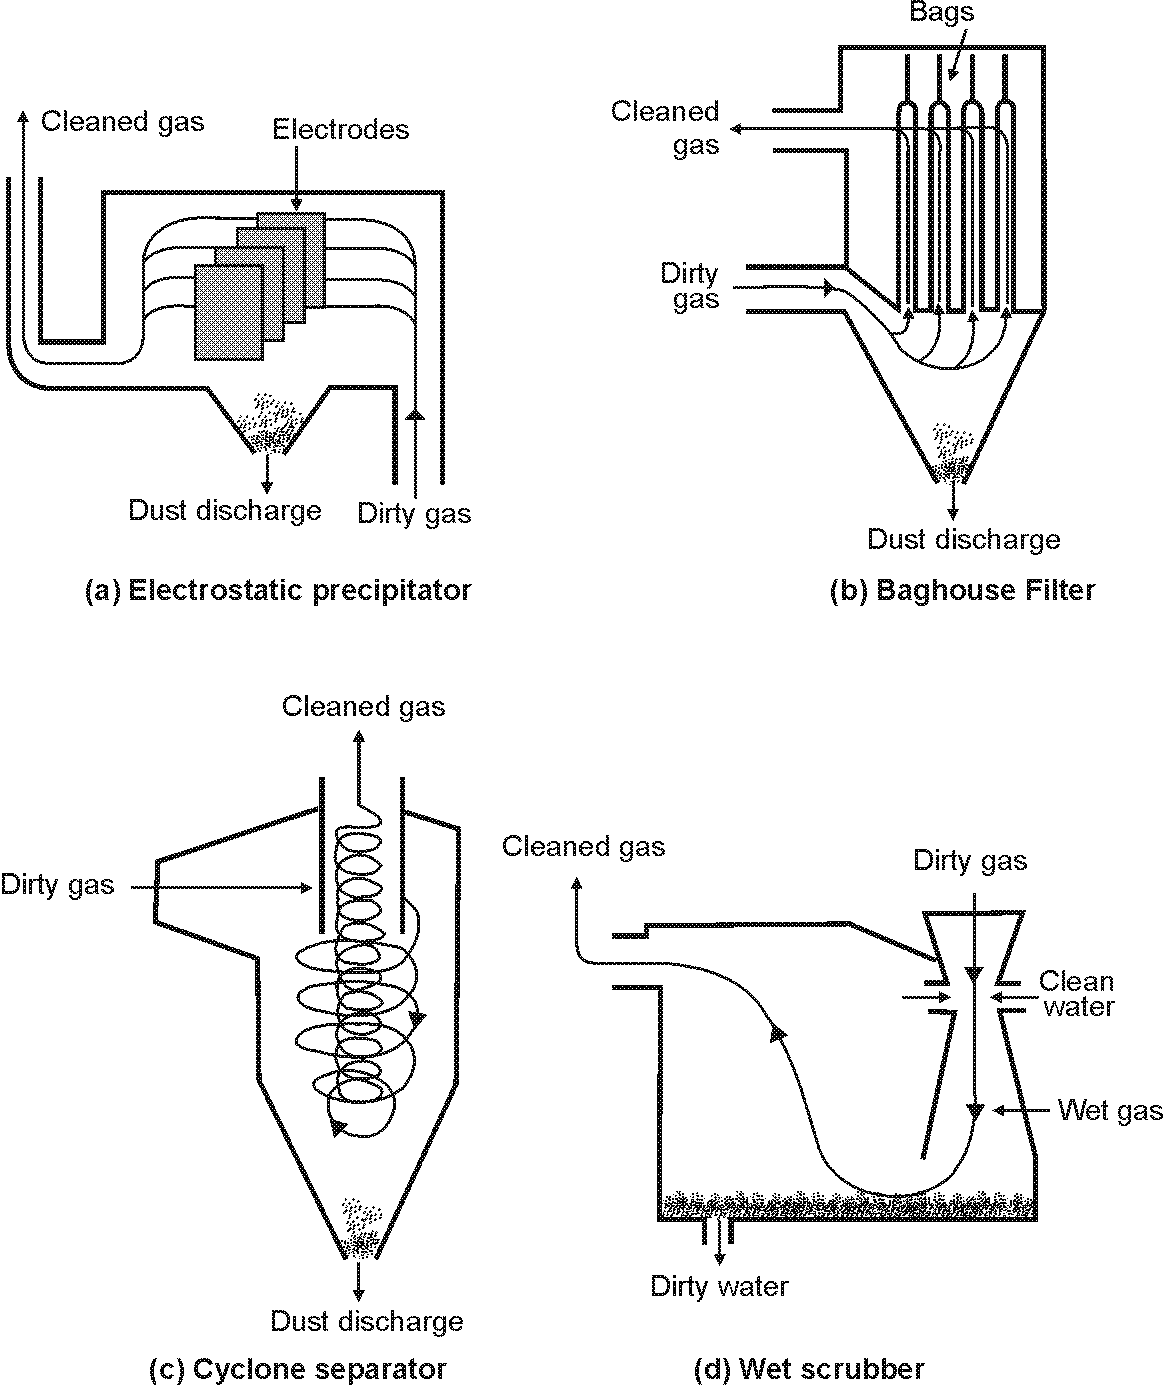 Cleaned gas
Electrodes
Dust discharge
Dirty gas
(a) Electrostatic precipitator
Bags
Cleaned
gas
Dirty
gas
Dust discharge
(b) Baghouse Filter
Cleaned gas
Dirty gas
Dust discharge
(c) Cyclone separator
Cleaned gas
Dirty gas
Clean
water
Wet gas
Dirty water
(d) Wet scrubber